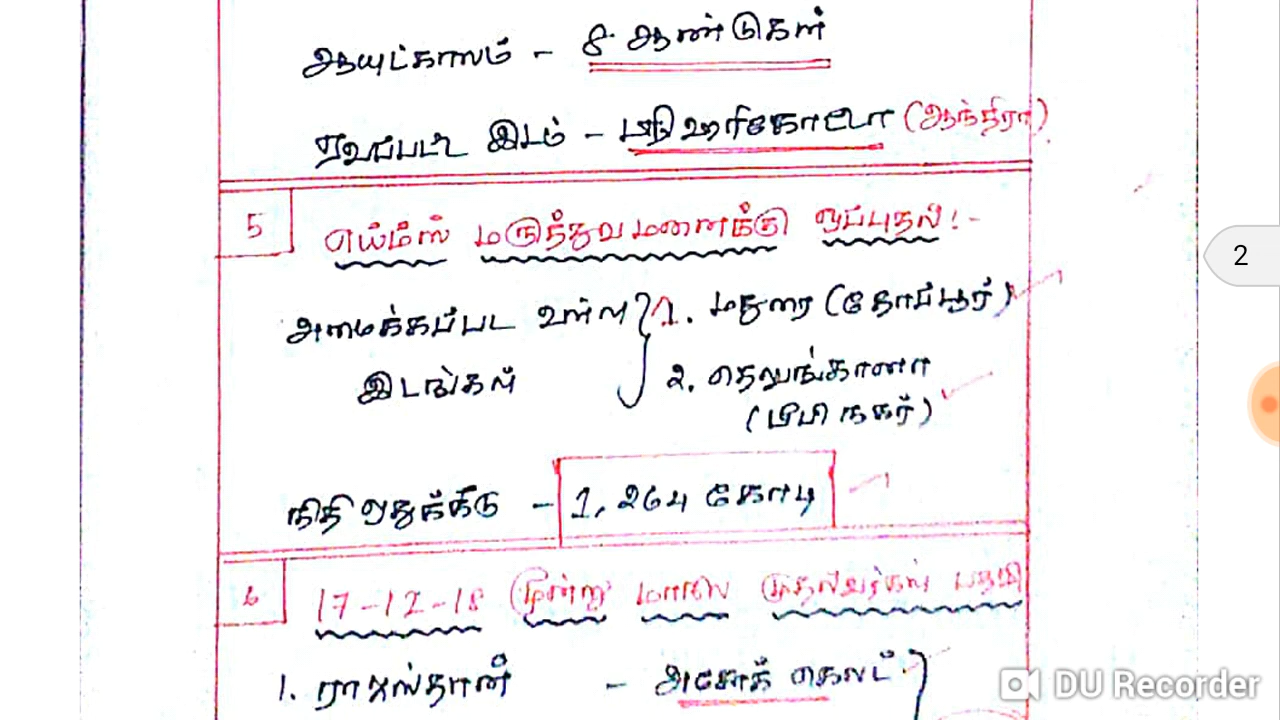 ஆயுட்காலம் - 8 ஆண்டுகள்
ஏவப்பட்ட இடம் - ஸ்ரீஹரிகோட்டா (ஆந்திரா)
5
எய்ம்ஸ் மருத்துவமனைக்கு ஒப்புதல் :-
அமைக்கப்பட உள்ள 1. மதுரை (தோப்பூர்)
இடங்கள் 2. தெலுங்கானா
(பீபி நகர்)
நிதி ஒதுக்கீடு - 1,264 கோடி
6
17-12-18 மூன்று மாநில முதல்வர்கள் பதவி
1. ராஜஸ்தான் - அசோக் கெலட்
2
DU Recorder